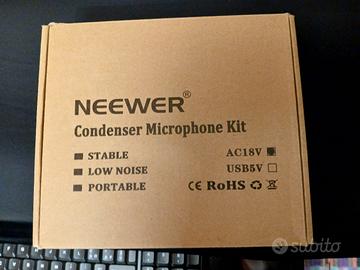 NEEWER®
Condenser Microphone Kit
■ STABLE
■ LOW NOISE
■ PORTABLE
AC18V ■
USB5V □
CE RoHS
subito